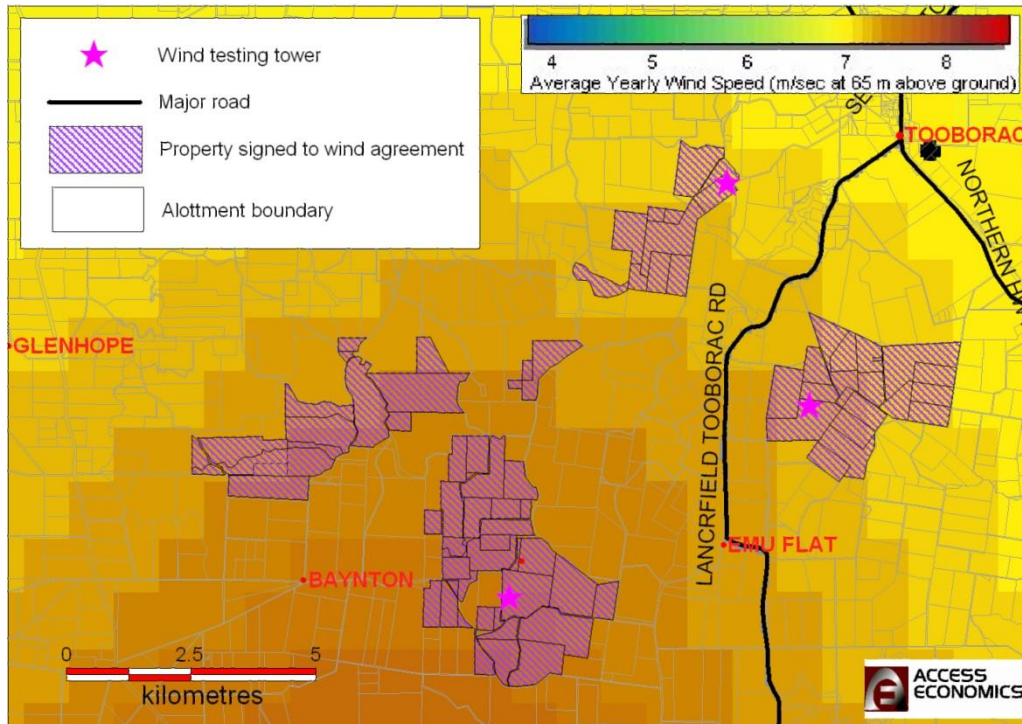 Wind testing tower
Major road
Property signed to wind agreement
Alottment boundary
4 5 6 7 8
Average Yearly Wind Speed (m/sec at 65 m above ground)
TOOBORAC
NORTHERN H
GLENHOPE
LANCRFIELD TOOBORAC RD
EMU FLAT
BAYNTON
0 2.5 5
kilometres
ACCESS
ECONOMICS